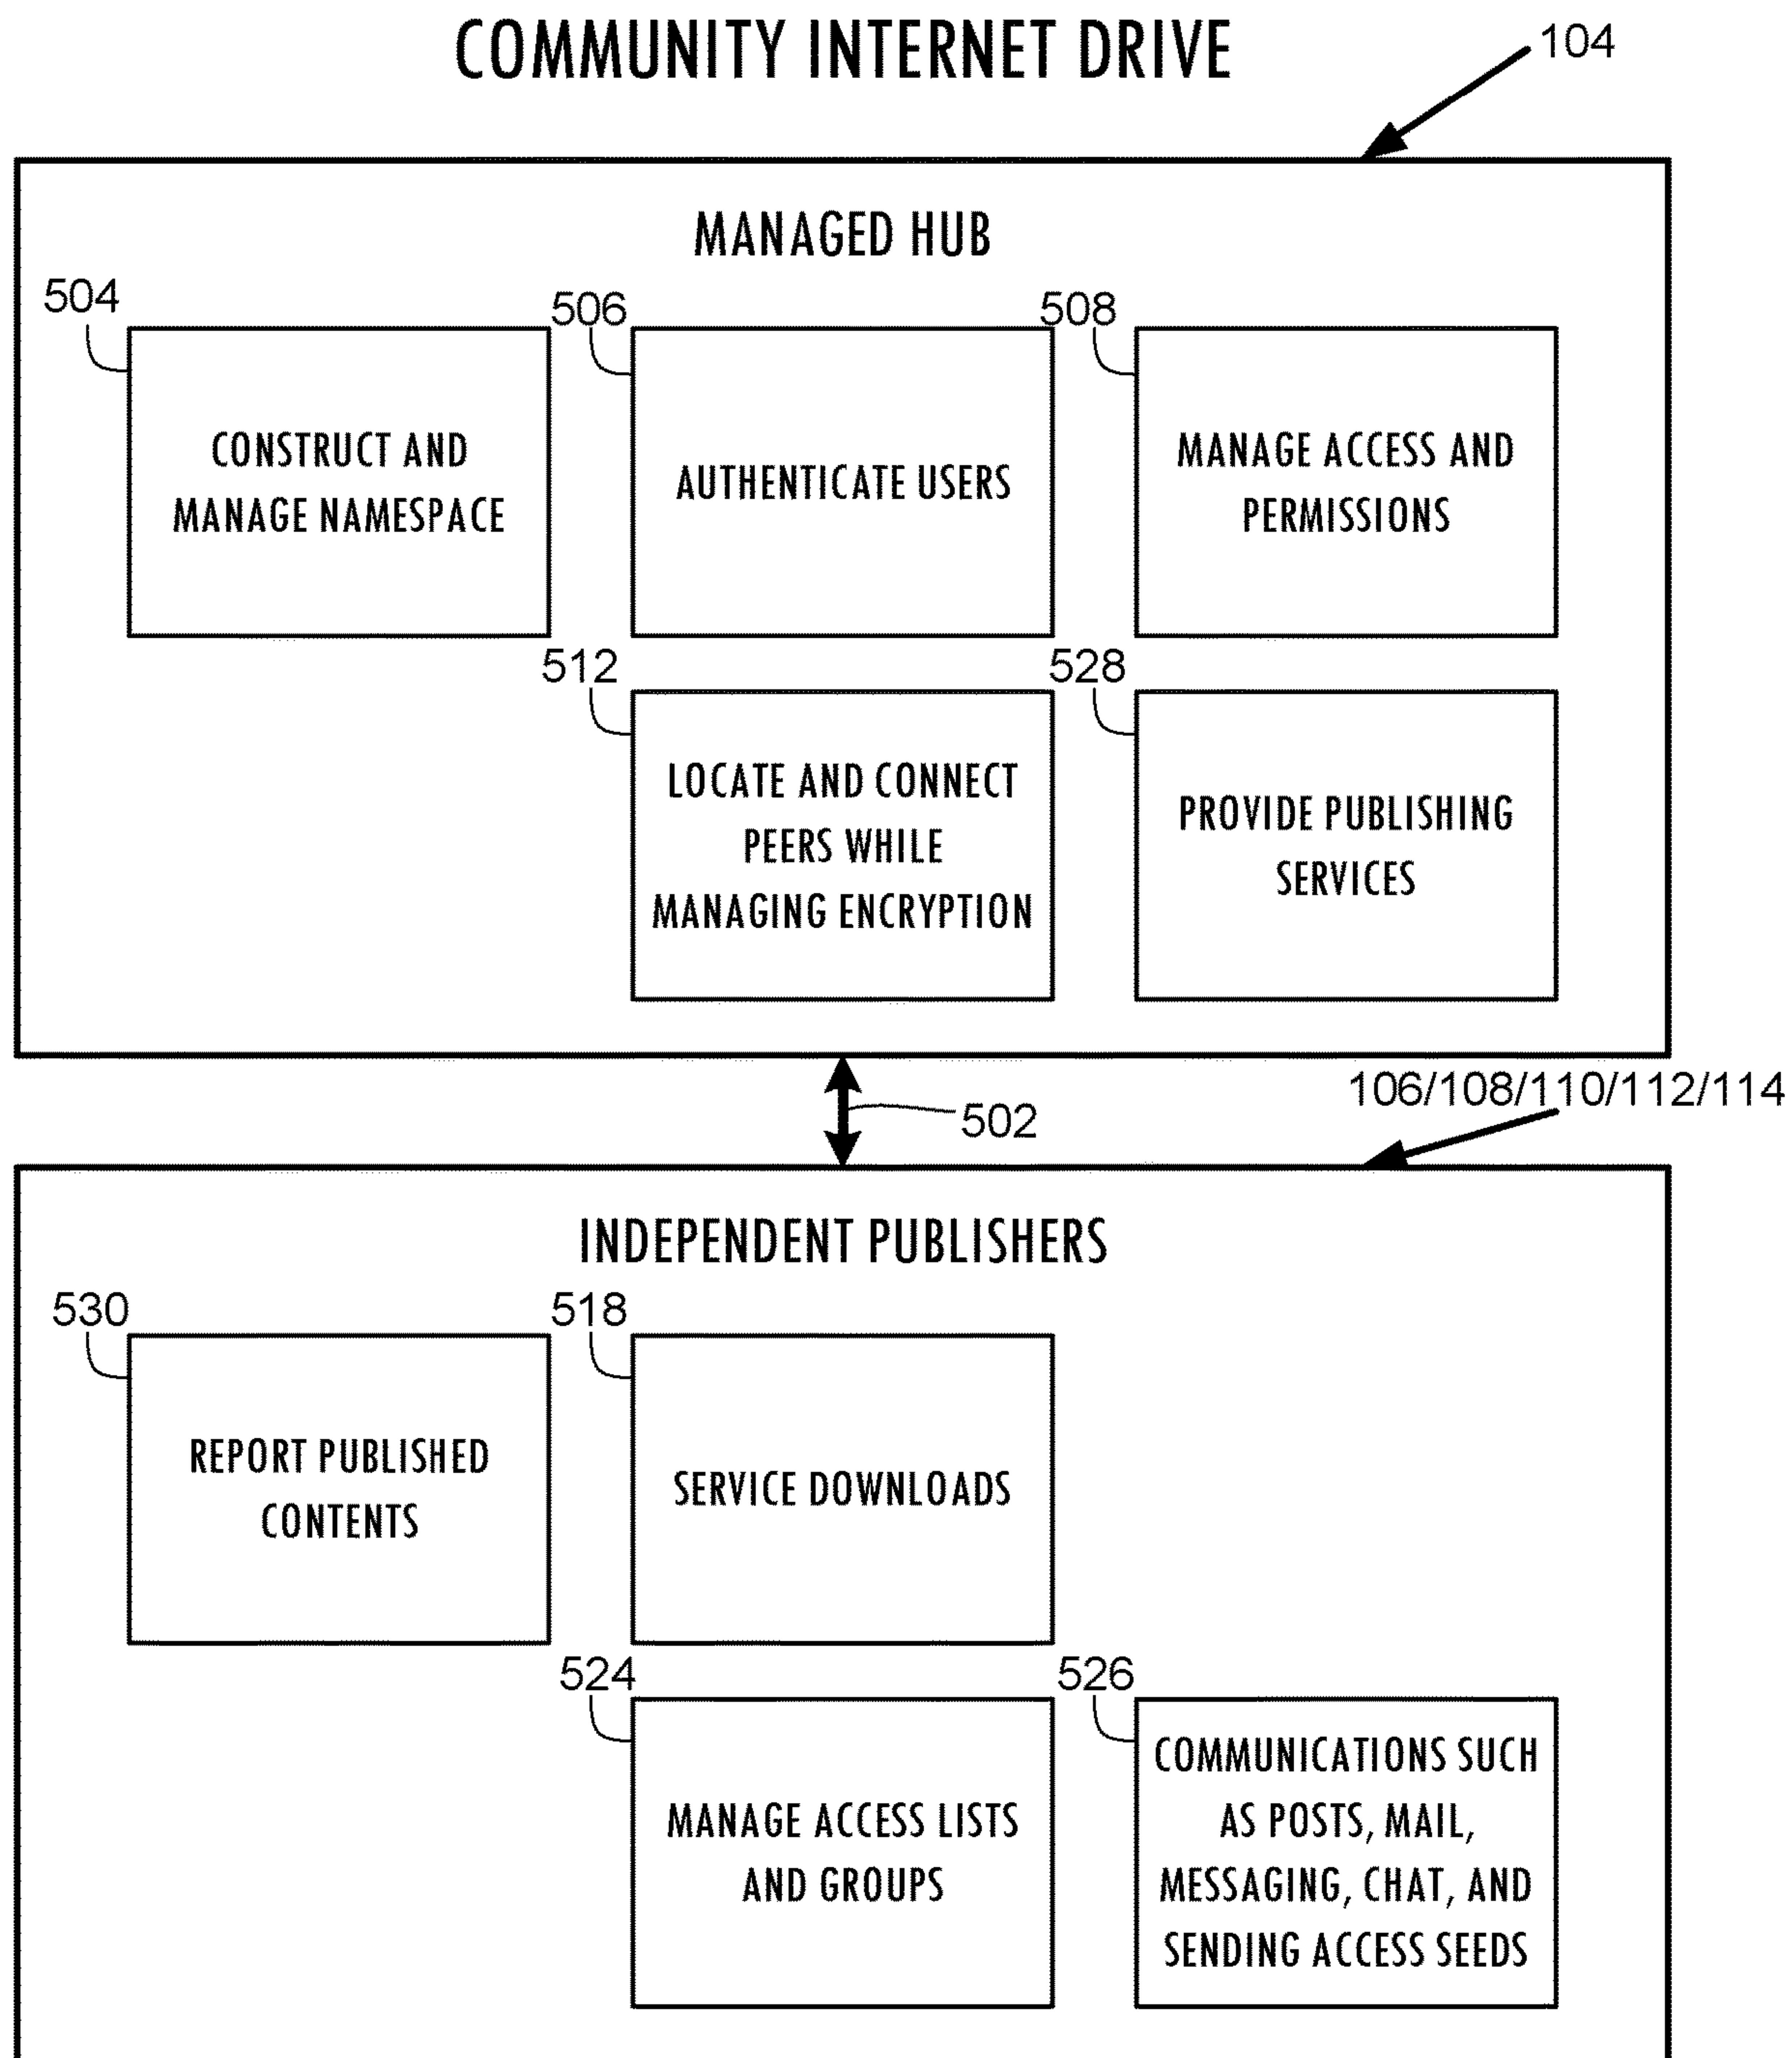 COMMUNITY INTERNET DRIVE
104
MANAGED HUB
504
CONSTRUCT AND
MANAGE NAMESPACE
506
AUTHENTICATE USERS
508
MANAGE ACCESS AND
PERMISSIONS
512
LOCATE AND CONNECT
PEERS WHILE
MANAGING ENCRYPTION
528
PROVIDE PUBLISHING
SERVICES
502
106/108/110/112/114
INDEPENDENT PUBLISHERS
530
REPORT PUBLISHED
CONTENTS
518
SERVICE DOWNLOADS
524
MANAGE ACCESS LISTS
AND GROUPS
526
COMMUNICATIONS SUCH
AS POSTS, MAIL,
MESSAGING, CHAT, AND
SENDING ACCESS SEEDS